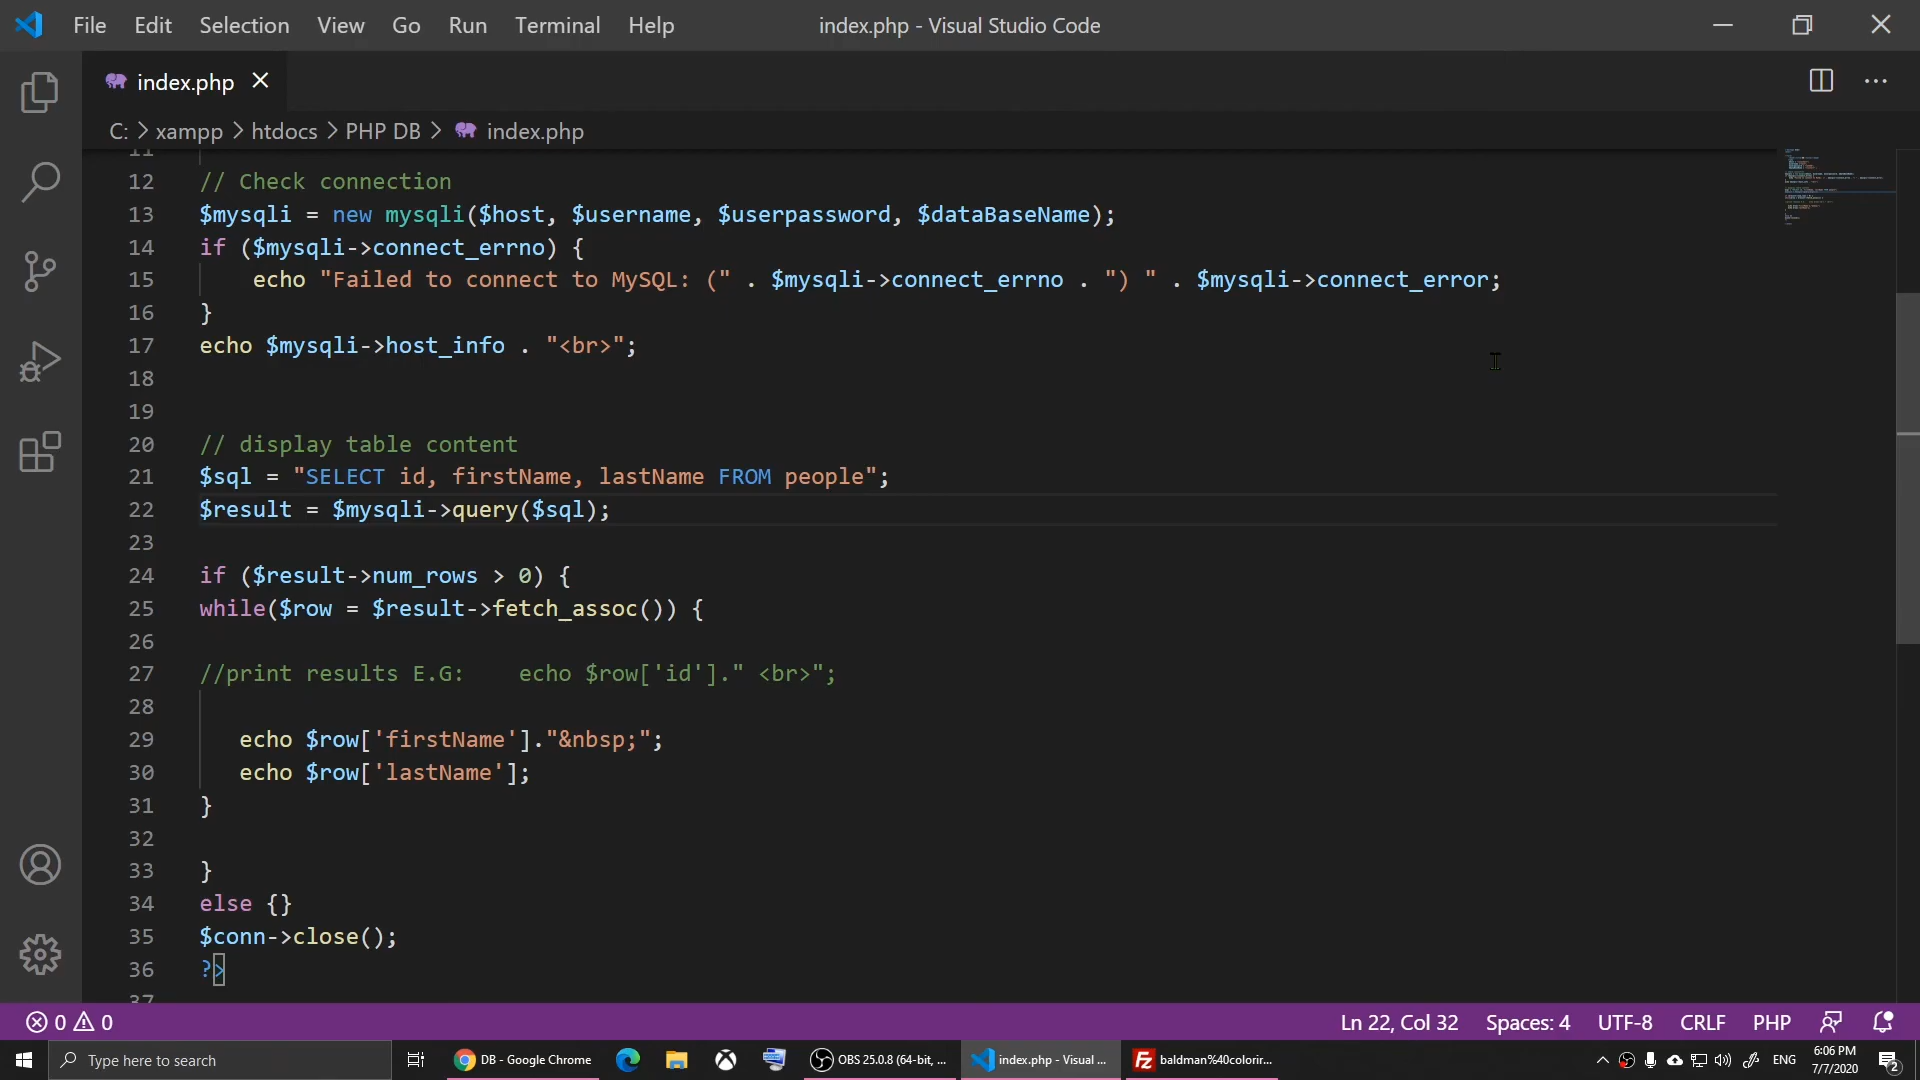 File Edit Selection View Go Run Terminal Help index.php - Visual Studio Code
index.php
C: > xampp > htdocs > PHP DB > index.php
11
12 // Check connection
13 $mysqli = new mysqli($host, $username, $userpassword, $dataBaseName);
14 if ($mysqli->connect_errno) {
15 echo "Failed to connect to MySQL: (" . $mysqli->connect_errno . ") " . $mysqli->connect_error;
16 }
17 echo $mysqli->host_info . "<br>";
18
19
20 // display table content
21 $sql = "SELECT id, firstName, lastName FROM people";
22 $result = $mysqli->query($sql);
23
24 if ($result->num_rows > 0) {
25 while($row = $result->fetch_assoc()) {
26
27 //print results E.G:    echo $row['id']." <br>";
28
29 echo $row['firstName']."&nbsp;";
30 echo $row['lastName'];
31 }
32
33 }
34 else {}
35 $conn->close();
36 ?>
37
0 0 Ln 22, Col 32 Spaces: 4 UTF-8 CRLF PHP
Type here to search DB - Google Chrome OBS 25.0.8 (64-bit, ... index.php - Visual ... baldman%40colorir... ENG 6:06 PM
7/7/2020 2